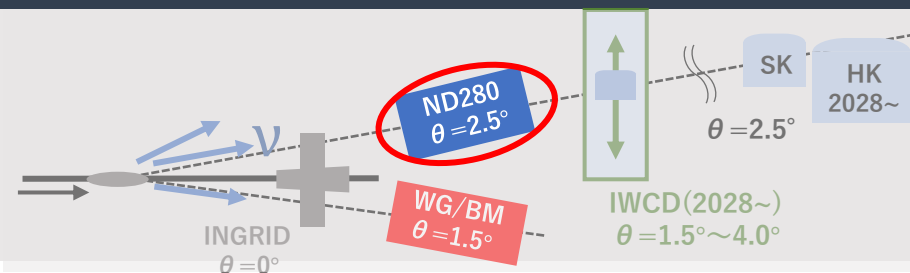 ν
ND280
θ=2.5°
SK
HK
2028~
θ=2.5°
WG/BM
θ=1.5°
INGRID
θ=0°
IWCD(2028~)
θ=1.5°～4.0°